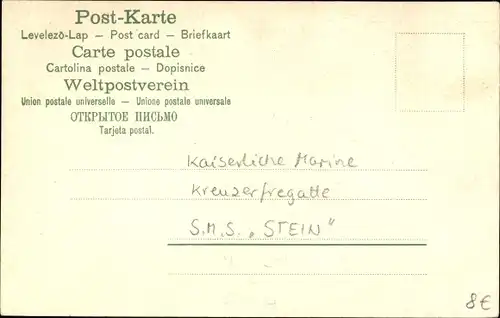 Post-Karte
Levelezö-Lap – Post card – Briefkaart
Carte postale
Cartolina postale – Dopisnice
Weltpostverein
Union postale universelle – Unione postale universale
ОТКРЫТОЕ ПИСЬМО
Tarjeta postal.
Kaiserliche Marine
Kreuzerfregatte
S.M.S. „STEIN"
8€